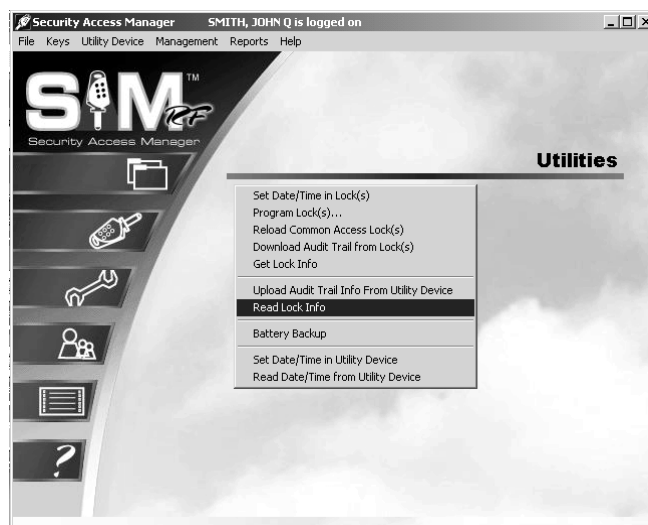 Security Access Manager SMITH, JOHN Q is logged on
File Keys Utility Device Management Reports Help
SAM™
RF
Security Access Manager
Utilities
Set Date/Time in Lock(s)
Program Lock(s)...
Reload Common Access Lock(s)
Download Audit Trail from Lock(s)
Get Lock Info
Upload Audit Trail Info From Utility Device
Read Lock Info
Battery Backup
Set Date/Time in Utility Device
Read Date/Time from Utility Device
?